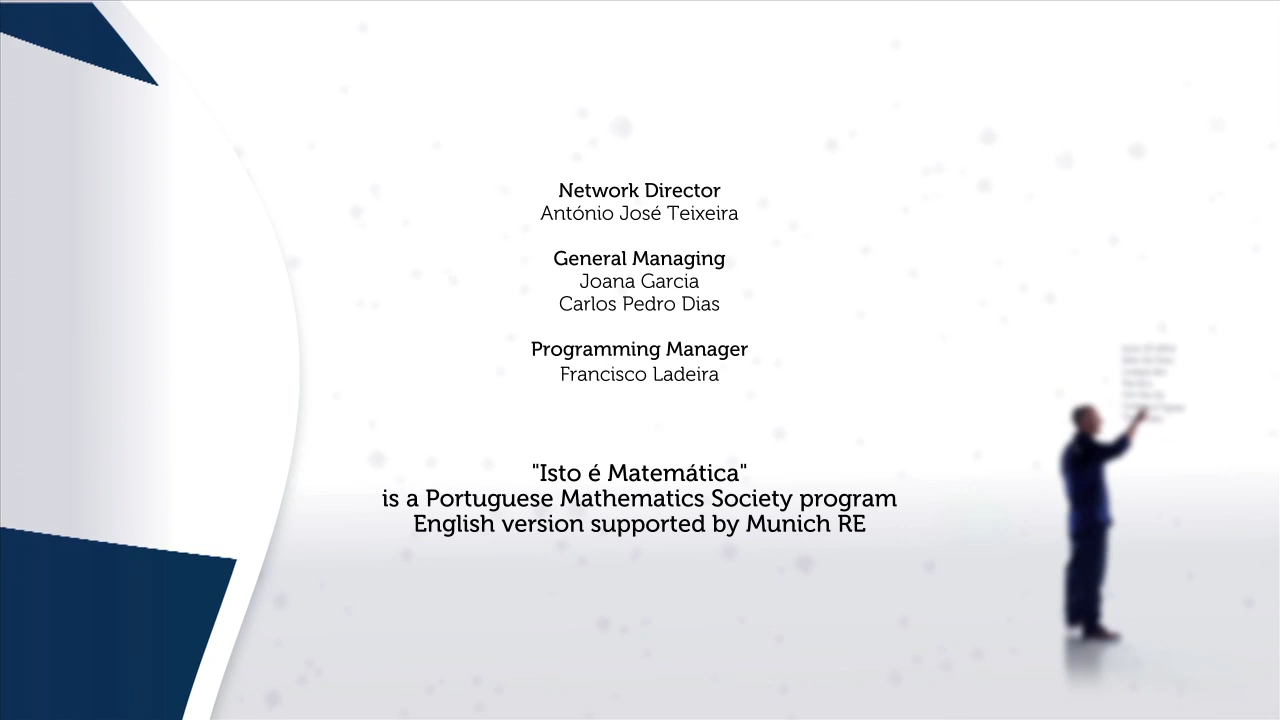 Network Director
António José Teixeira
General Managing
Joana Garcia
Carlos Pedro Dias
Programming Manager
Francisco Ladeira
"Isto é Matemática"
is a Portuguese Mathematics Society program
English version supported by Munich RE